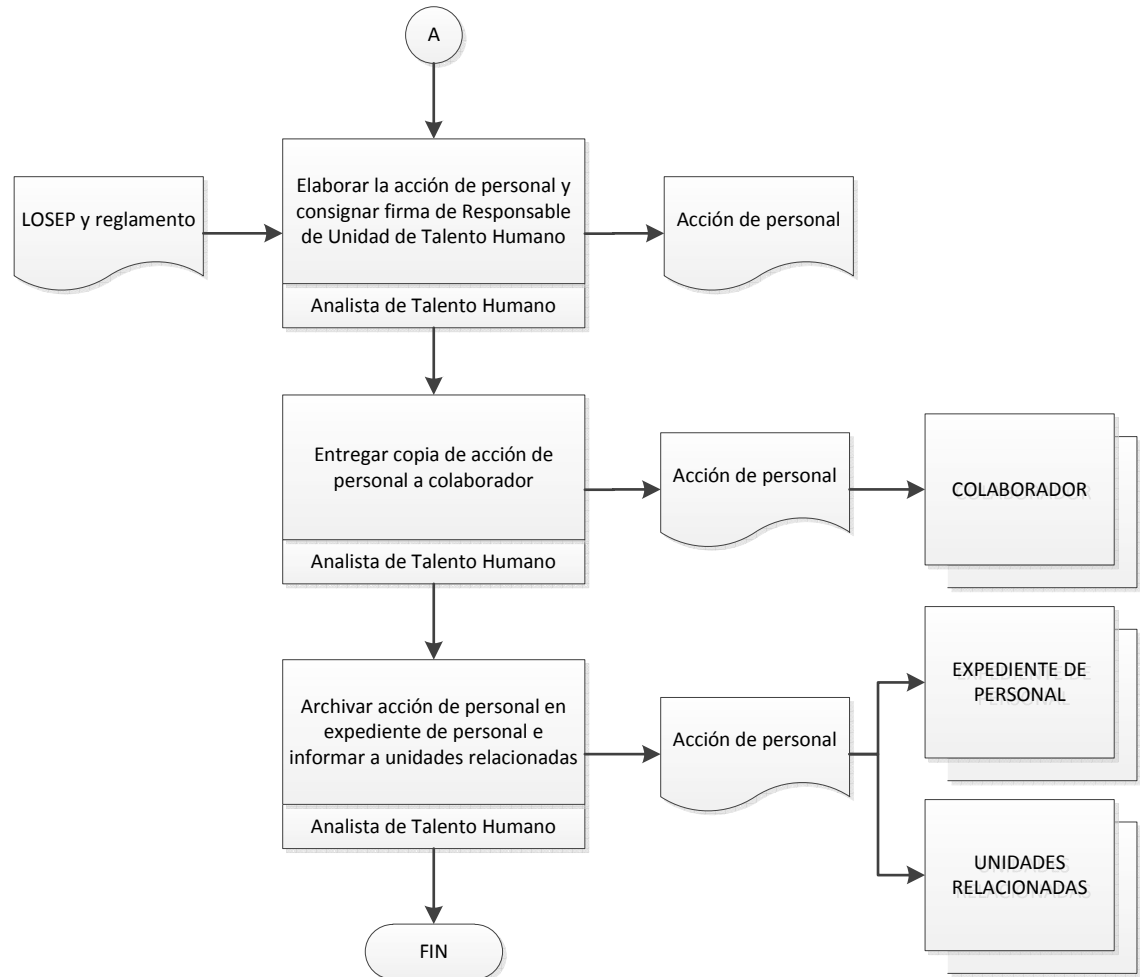 A
LOSEP y reglamento
Elaborar la acción de personal y
consignar firma de Responsable
de Unidad de Talento Humano
Analista de Talento Humano
Acción de personal
Entregar copia de acción de
personal a colaborador
Analista de Talento Humano
Acción de personal
COLABORADOR
Archivar acción de personal en
expediente de personal e
informar a unidades relacionadas
Analista de Talento Humano
Acción de personal
EXPEDIENTE DE
PERSONAL
UNIDADES
RELACIONADAS
FIN